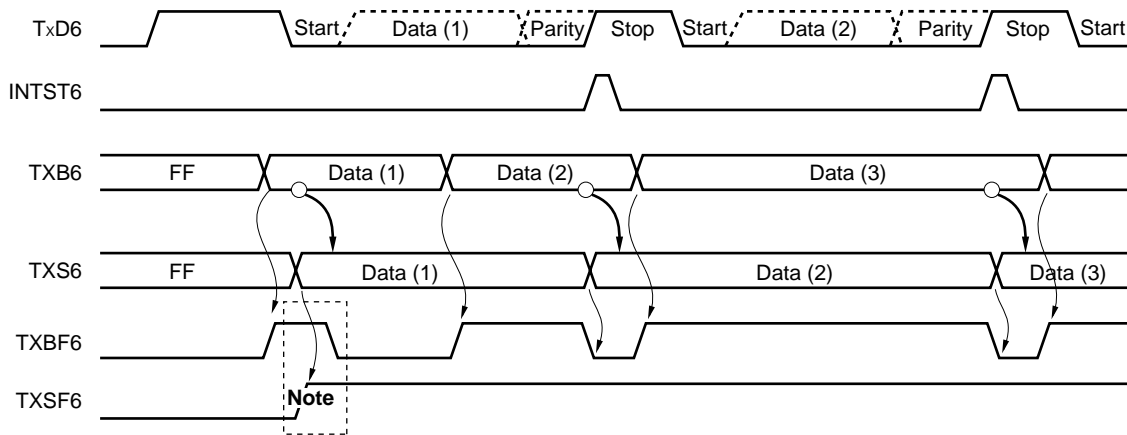 TxD6 Start Data (1) Parity Stop Start Data (2) Parity Stop Start
INTST6
TXB6 FF Data (1) Data (2) Data (3)
TXS6 FF Data (1) Data (2) Data (3)
TXBF6
Note
TXSF6